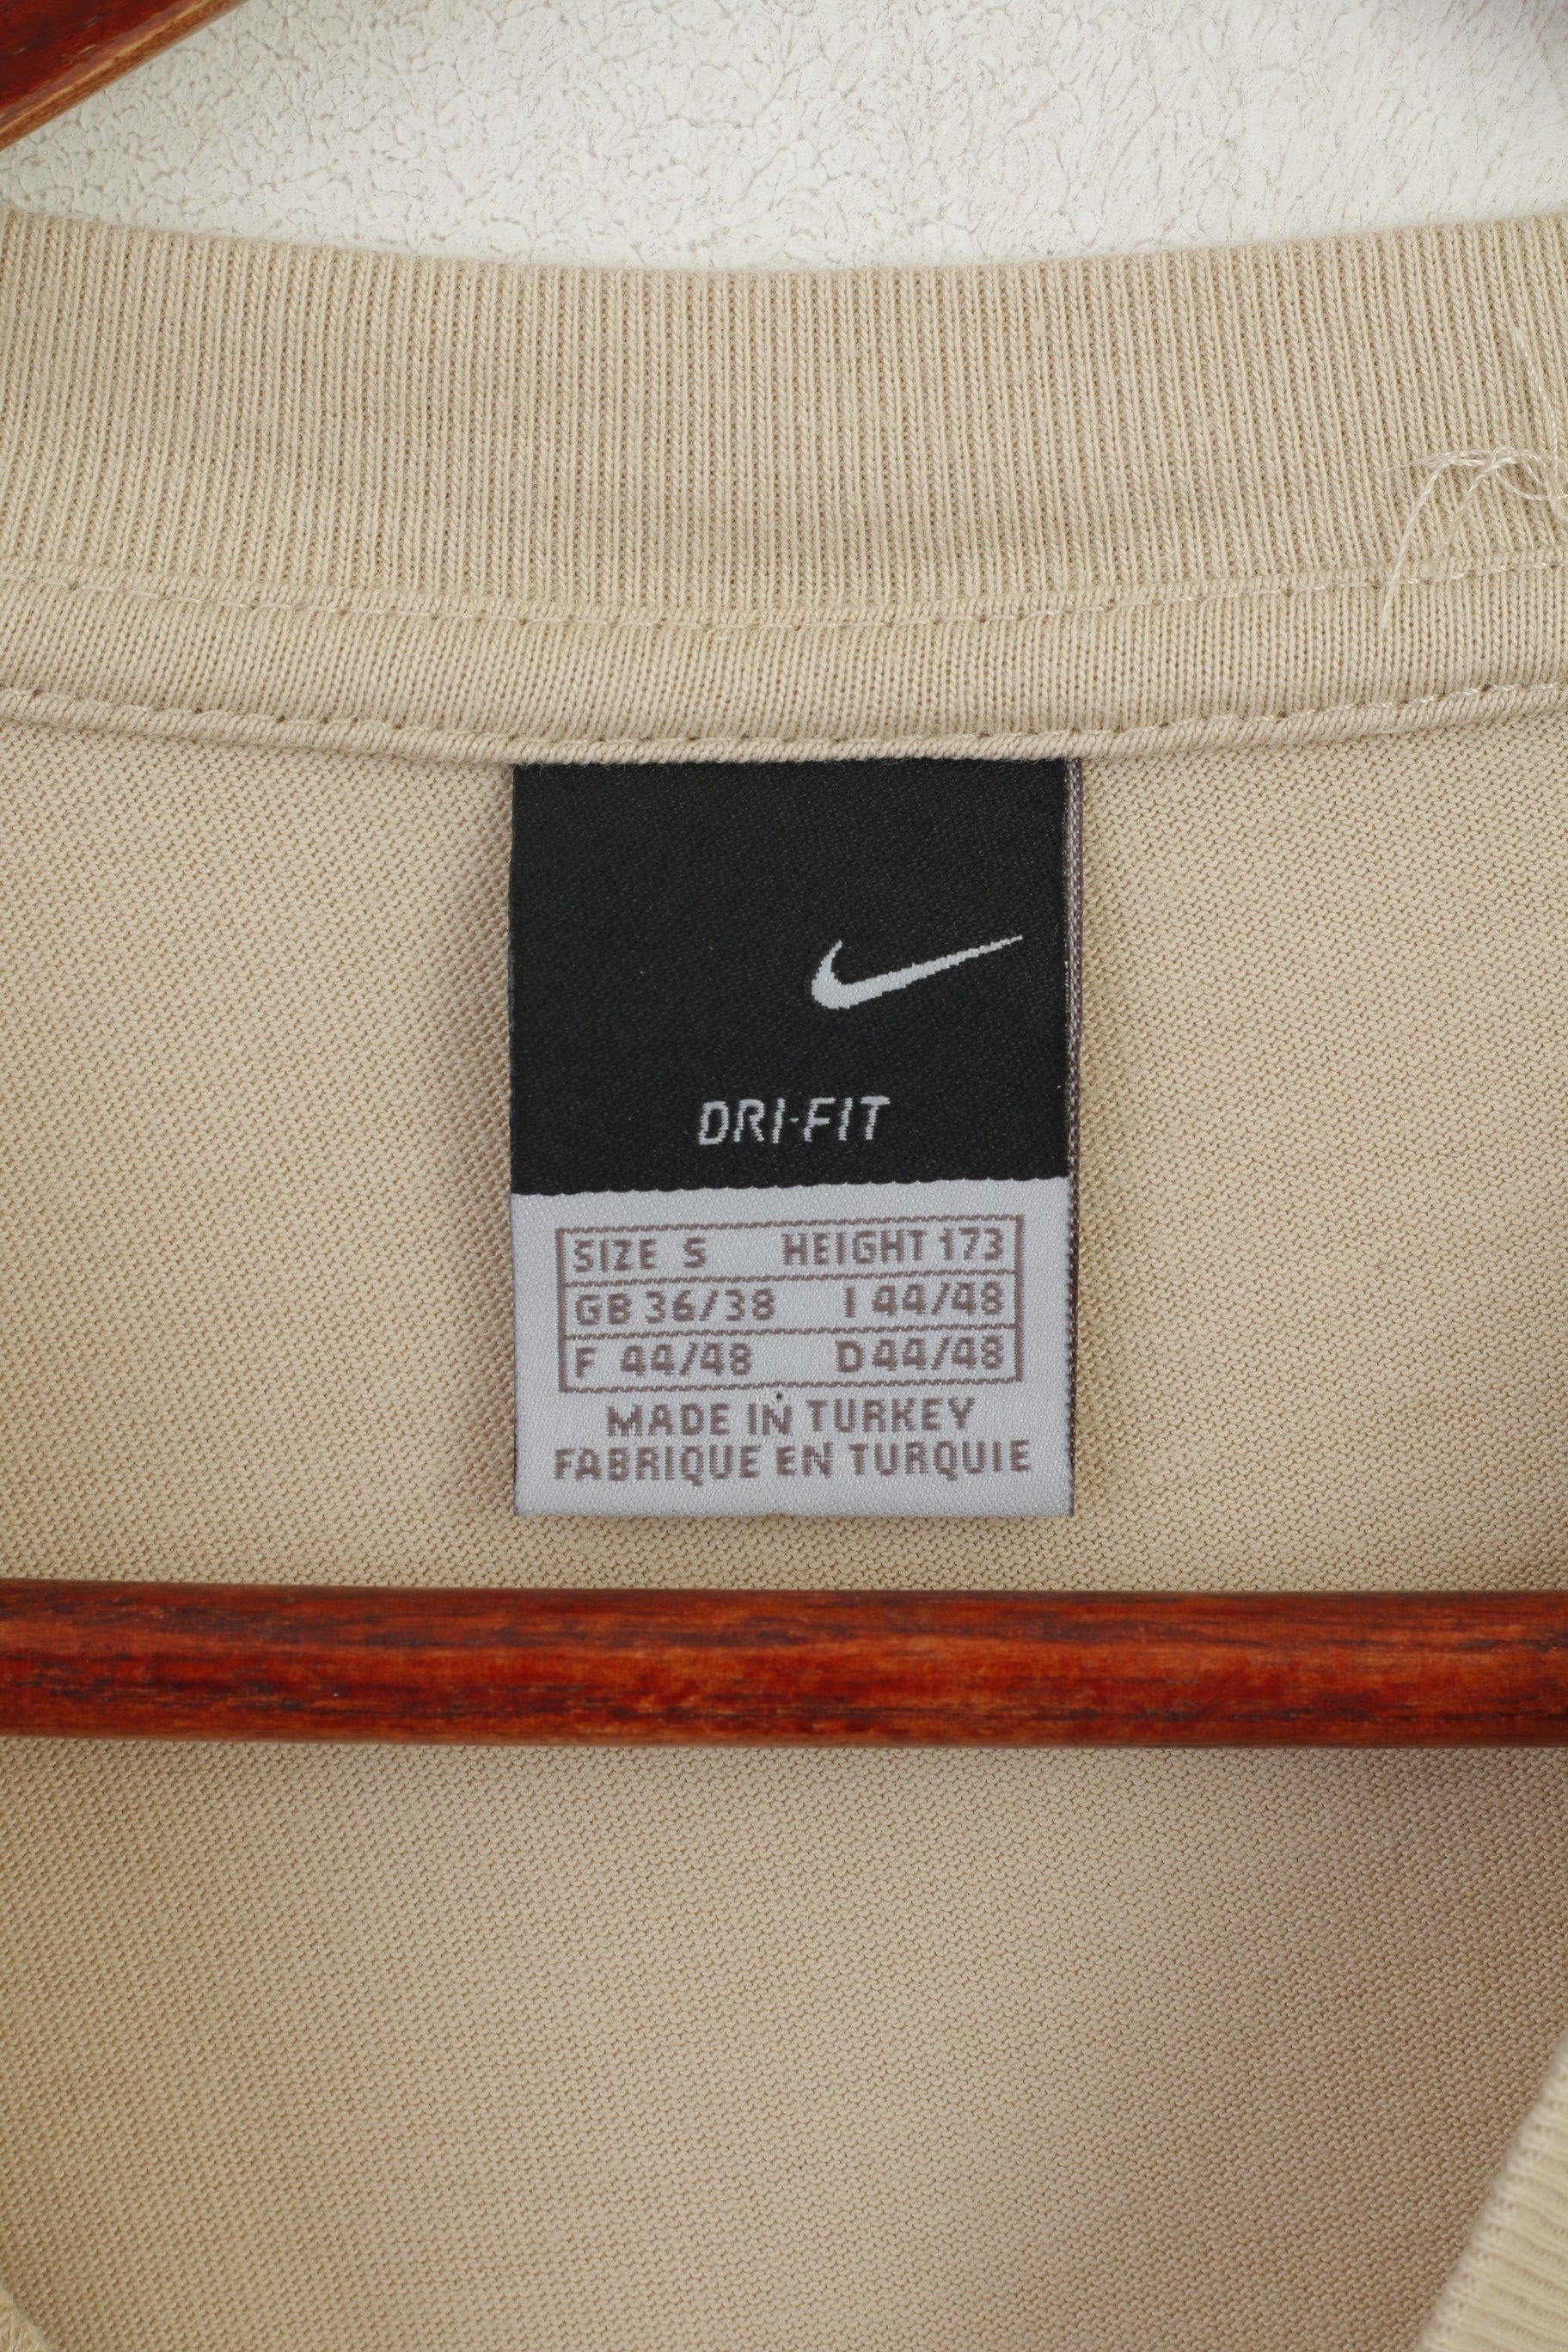 DRI-FIT
SIZE S HEIGHT 173
GB 36/38 I 44/48
F 44/48 D 44/48
MADE IN TURKEY
FABRIQUE EN TURQUIE